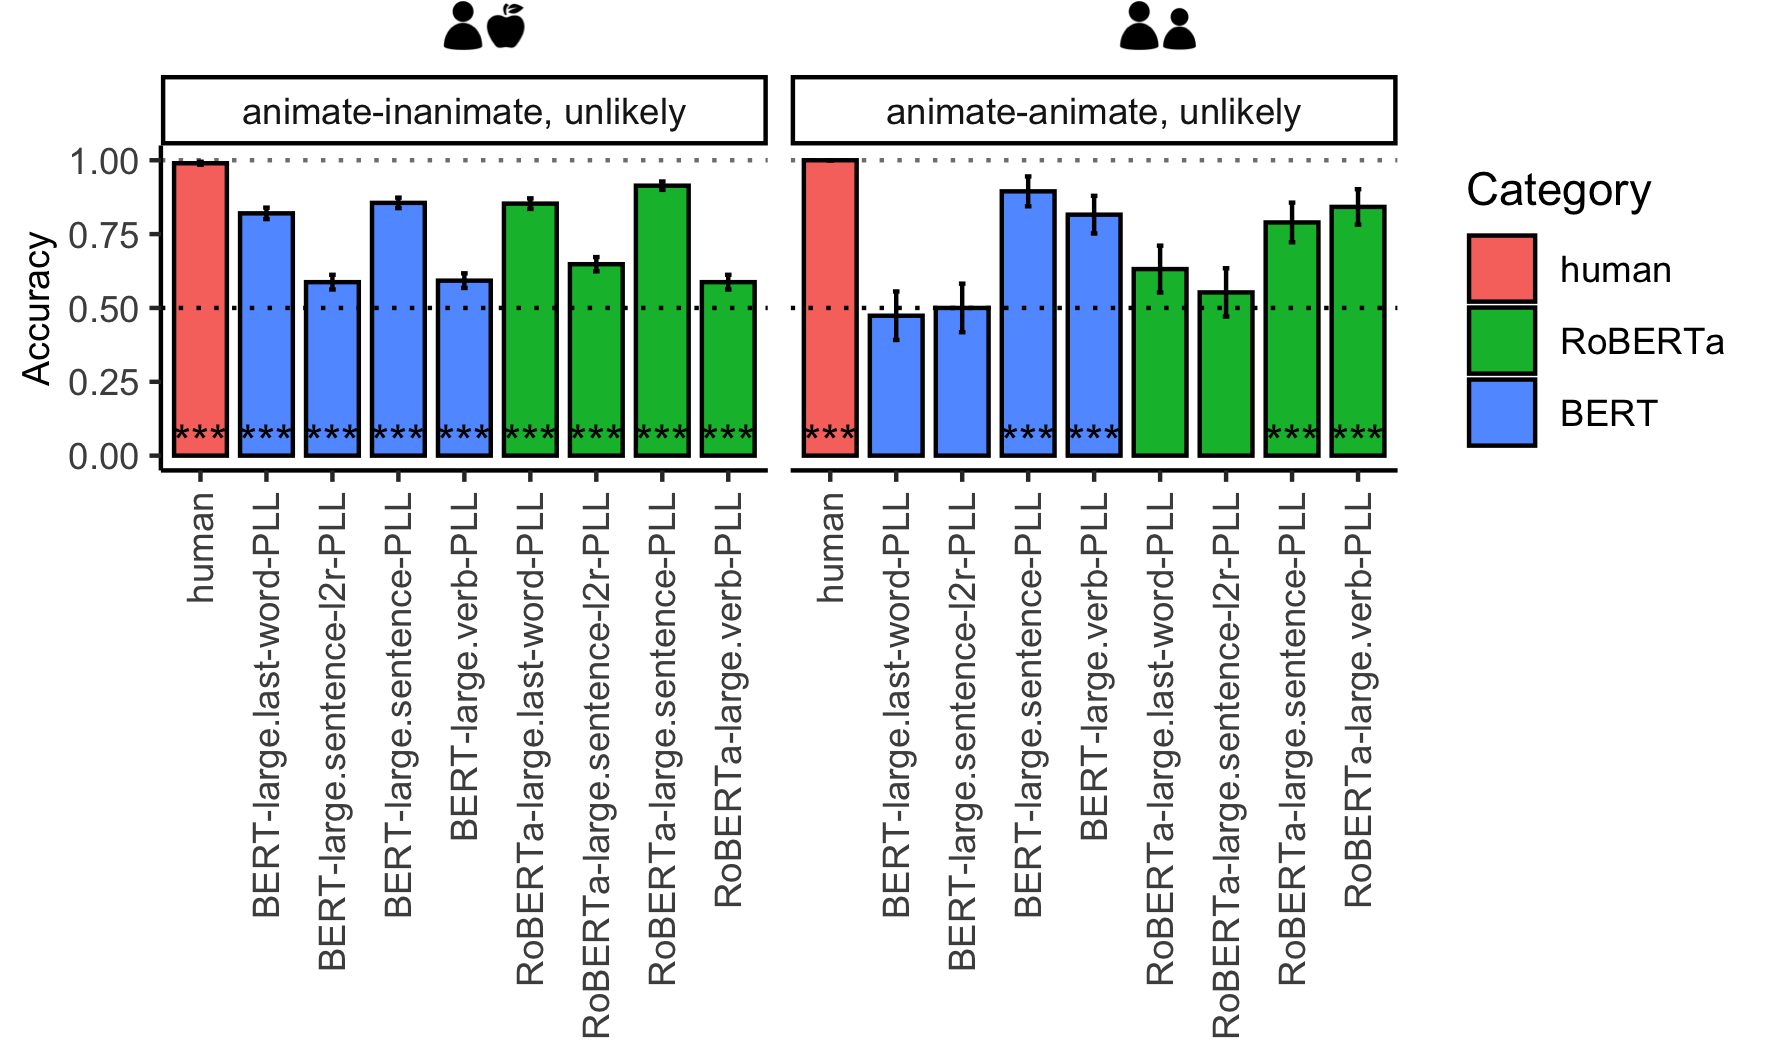 animate-inanimate, unlikely
animate-animate, unlikely
Accuracy
1.00
0.75
0.50
0.25
0.00
***
***
***
***
***
***
***
***
***
***
***
***
***
***
human
BERT-large.last-word-PLL
BERT-large.sentence-l2r-PLL
BERT-large.sentence-PLL
BERT-large.verb-PLL
RoBERTa-large.last-word-PLL
RoBERTa-large.sentence-l2r-PLL
RoBERTa-large.sentence-PLL
RoBERTa-large.verb-PLL
human
BERT-large.last-word-PLL
BERT-large.sentence-l2r-PLL
BERT-large.sentence-PLL
BERT-large.verb-PLL
RoBERTa-large.last-word-PLL
RoBERTa-large.sentence-l2r-PLL
RoBERTa-large.sentence-PLL
RoBERTa-large.verb-PLL
Category
human
RoBERTa
BERT